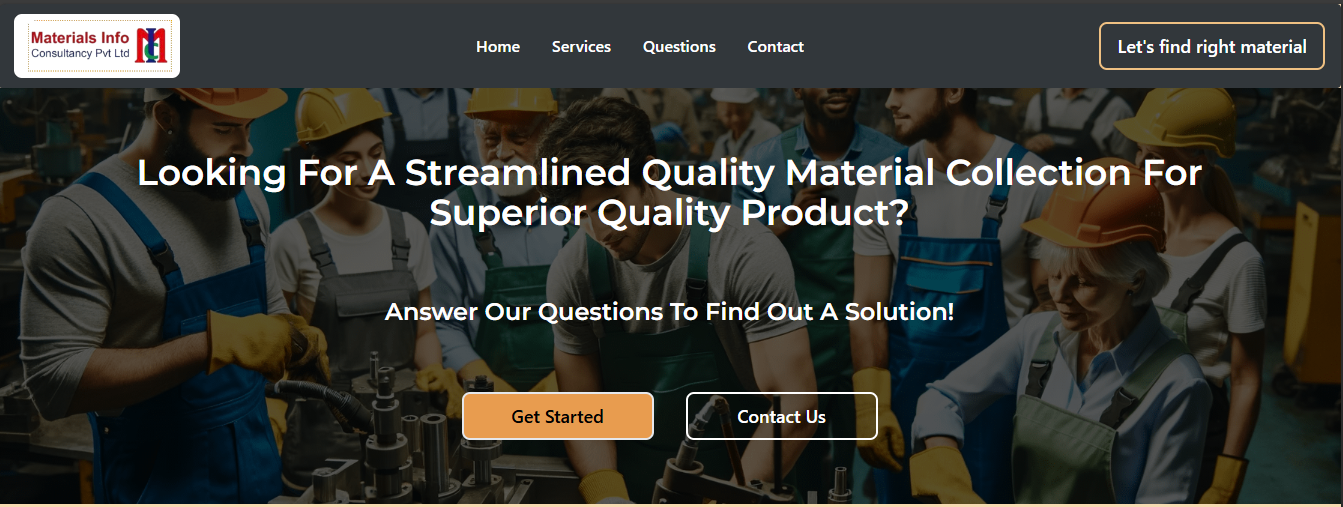 Materials Info
Consultancy Pvt Ltd
Home Services Questions Contact
Let's find right material
Looking For A Streamlined Quality Material Collection For
Superior Quality Product?
Answer Our Questions To Find Out A Solution!
Get Started
Contact Us